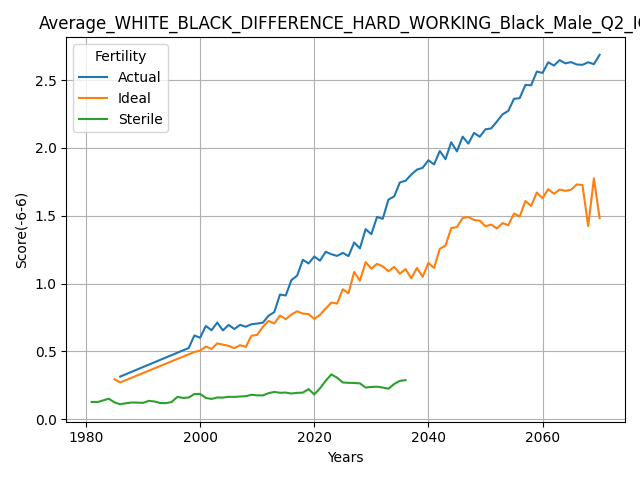 Average_WHITE_BLACK_DIFFERENCE_HARD_WORKING_Black_Male_Q2_I
Fertility
Actual
Ideal
Sterile
Score(-6-6)
2.5
2.0
1.5
1.0
0.5
0.0
1980 2000 2020 2040 2060
Years